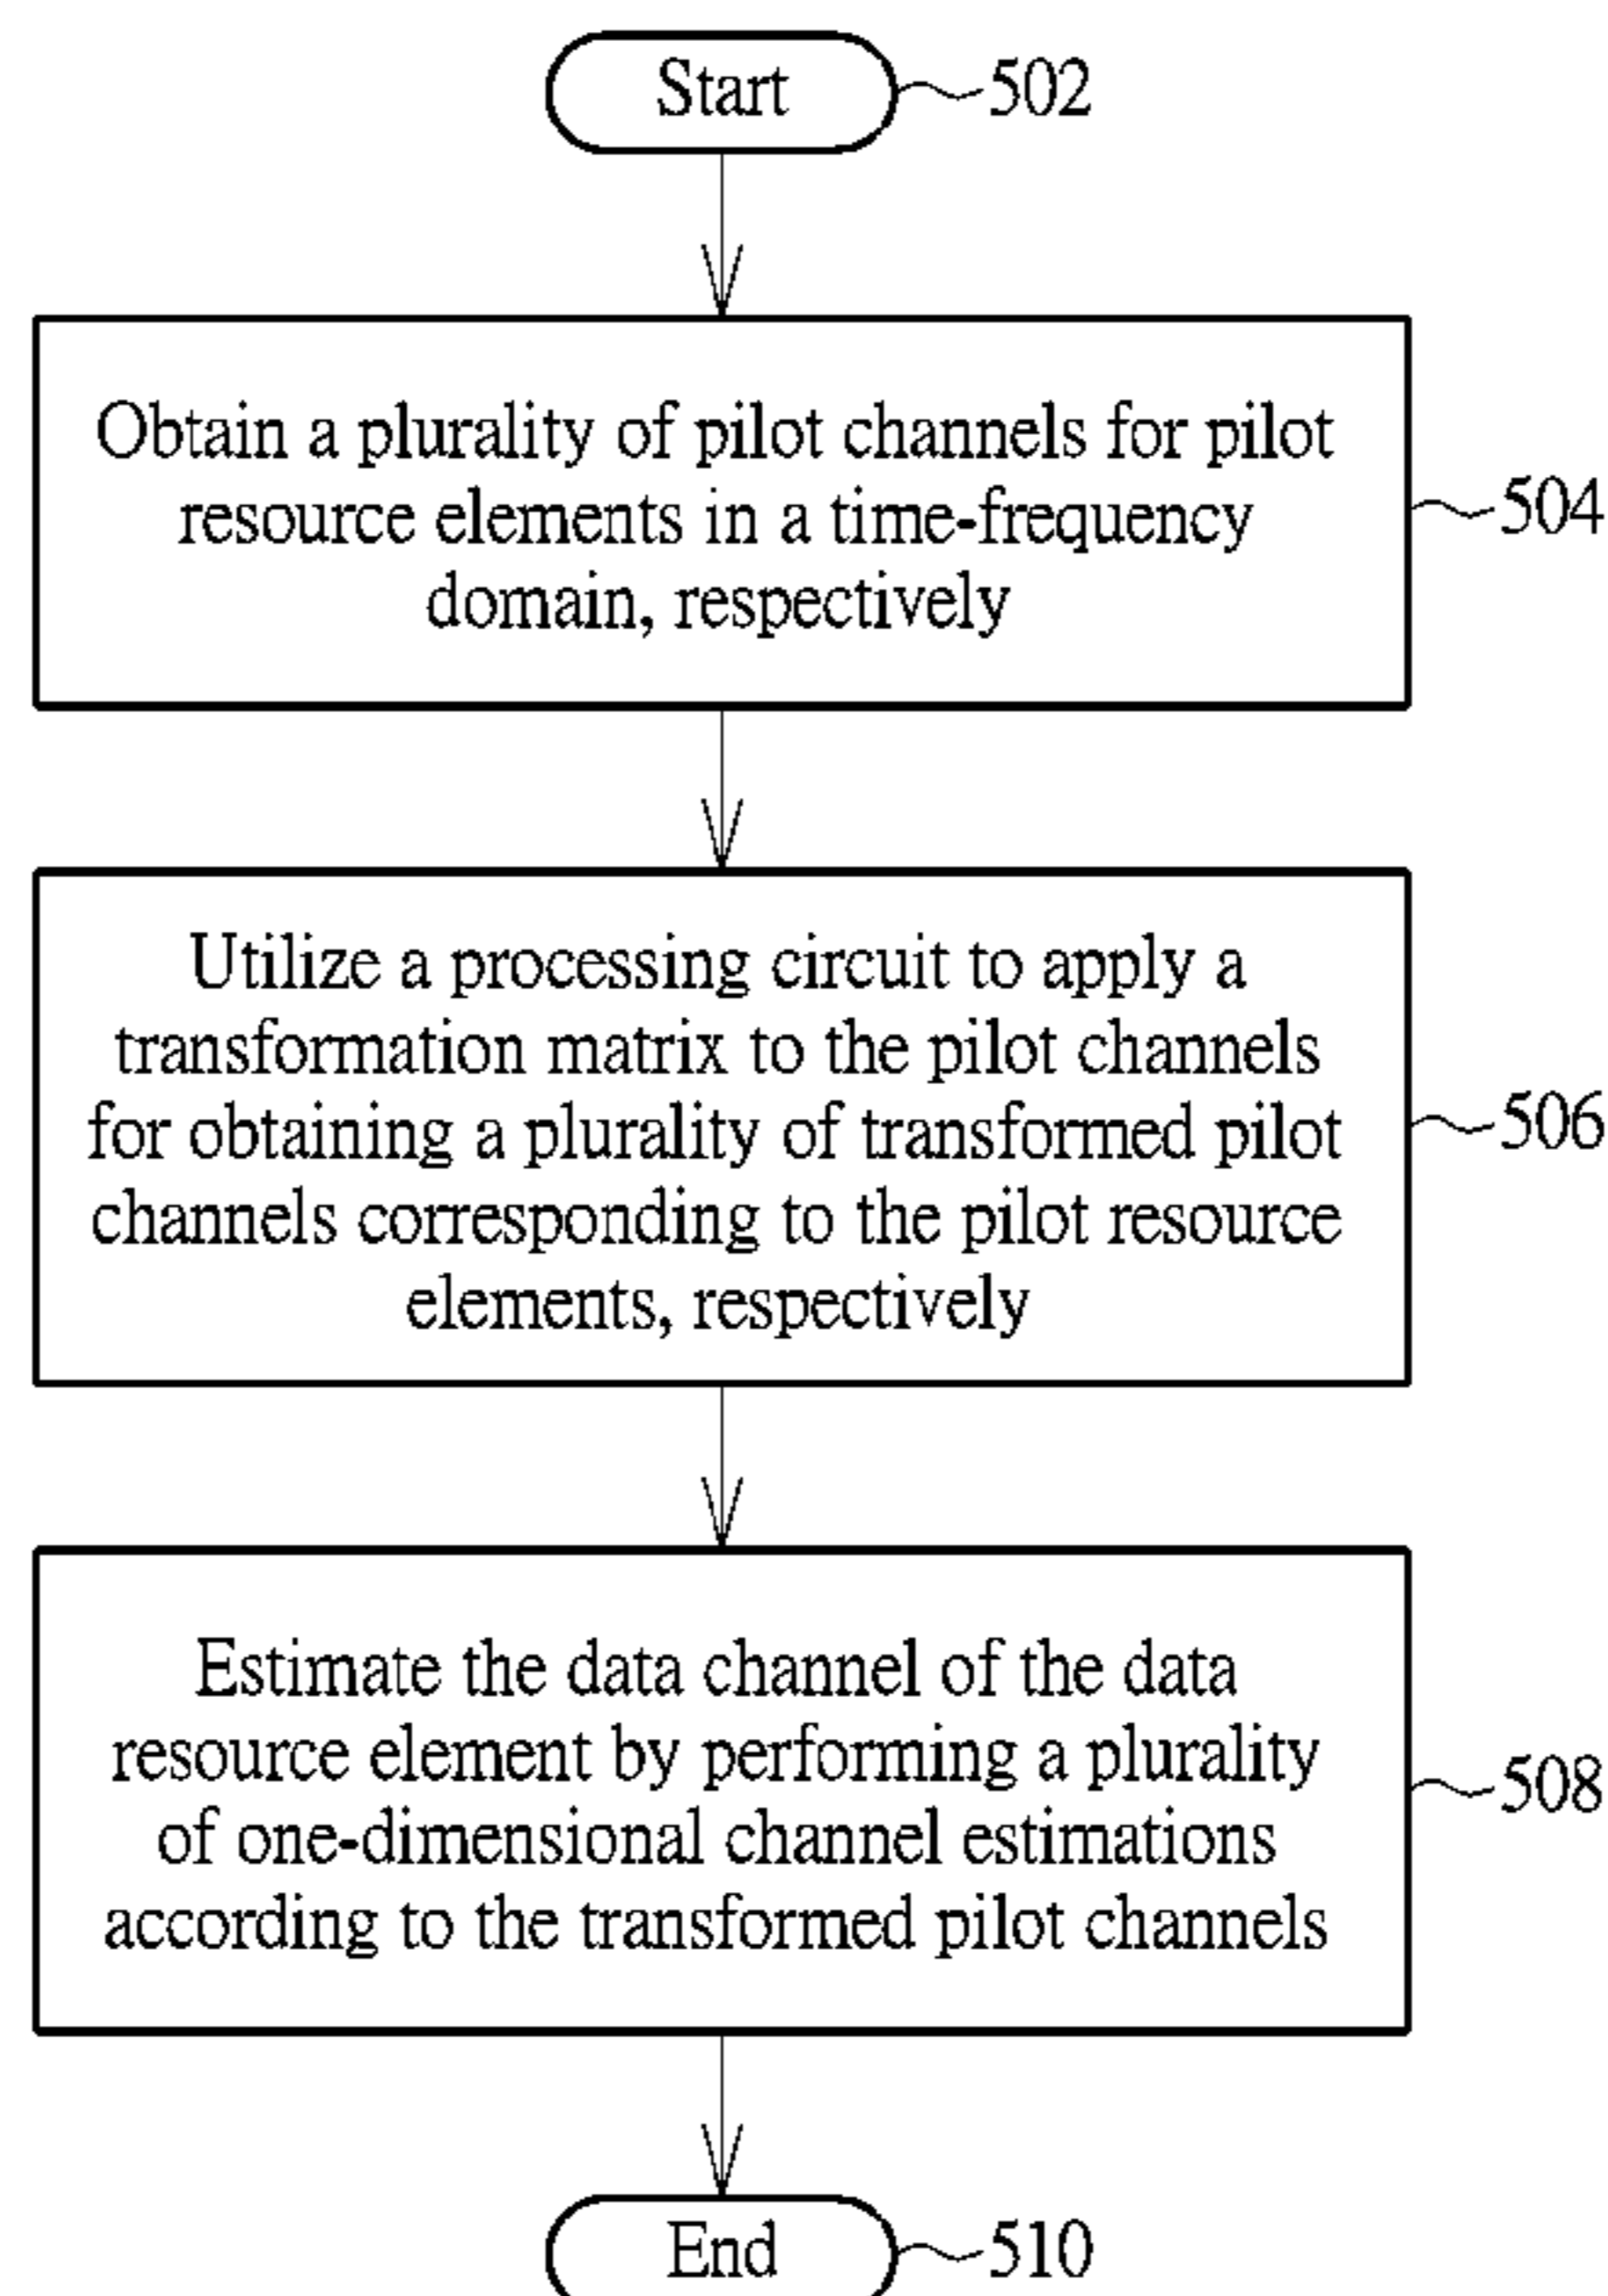 Start
502
Obtain a plurality of pilot channels for pilot
resource elements in a time-frequency
domain, respectively
504
Utilize a processing circuit to apply a
transformation matrix to the pilot channels
for obtaining a plurality of transformed pilot
channels corresponding to the pilot resource
elements, respectively
506
Estimate the data channel of the data
resource element by performing a plurality
of one-dimensional channel estimations
according to the transformed pilot channels
508
End
510